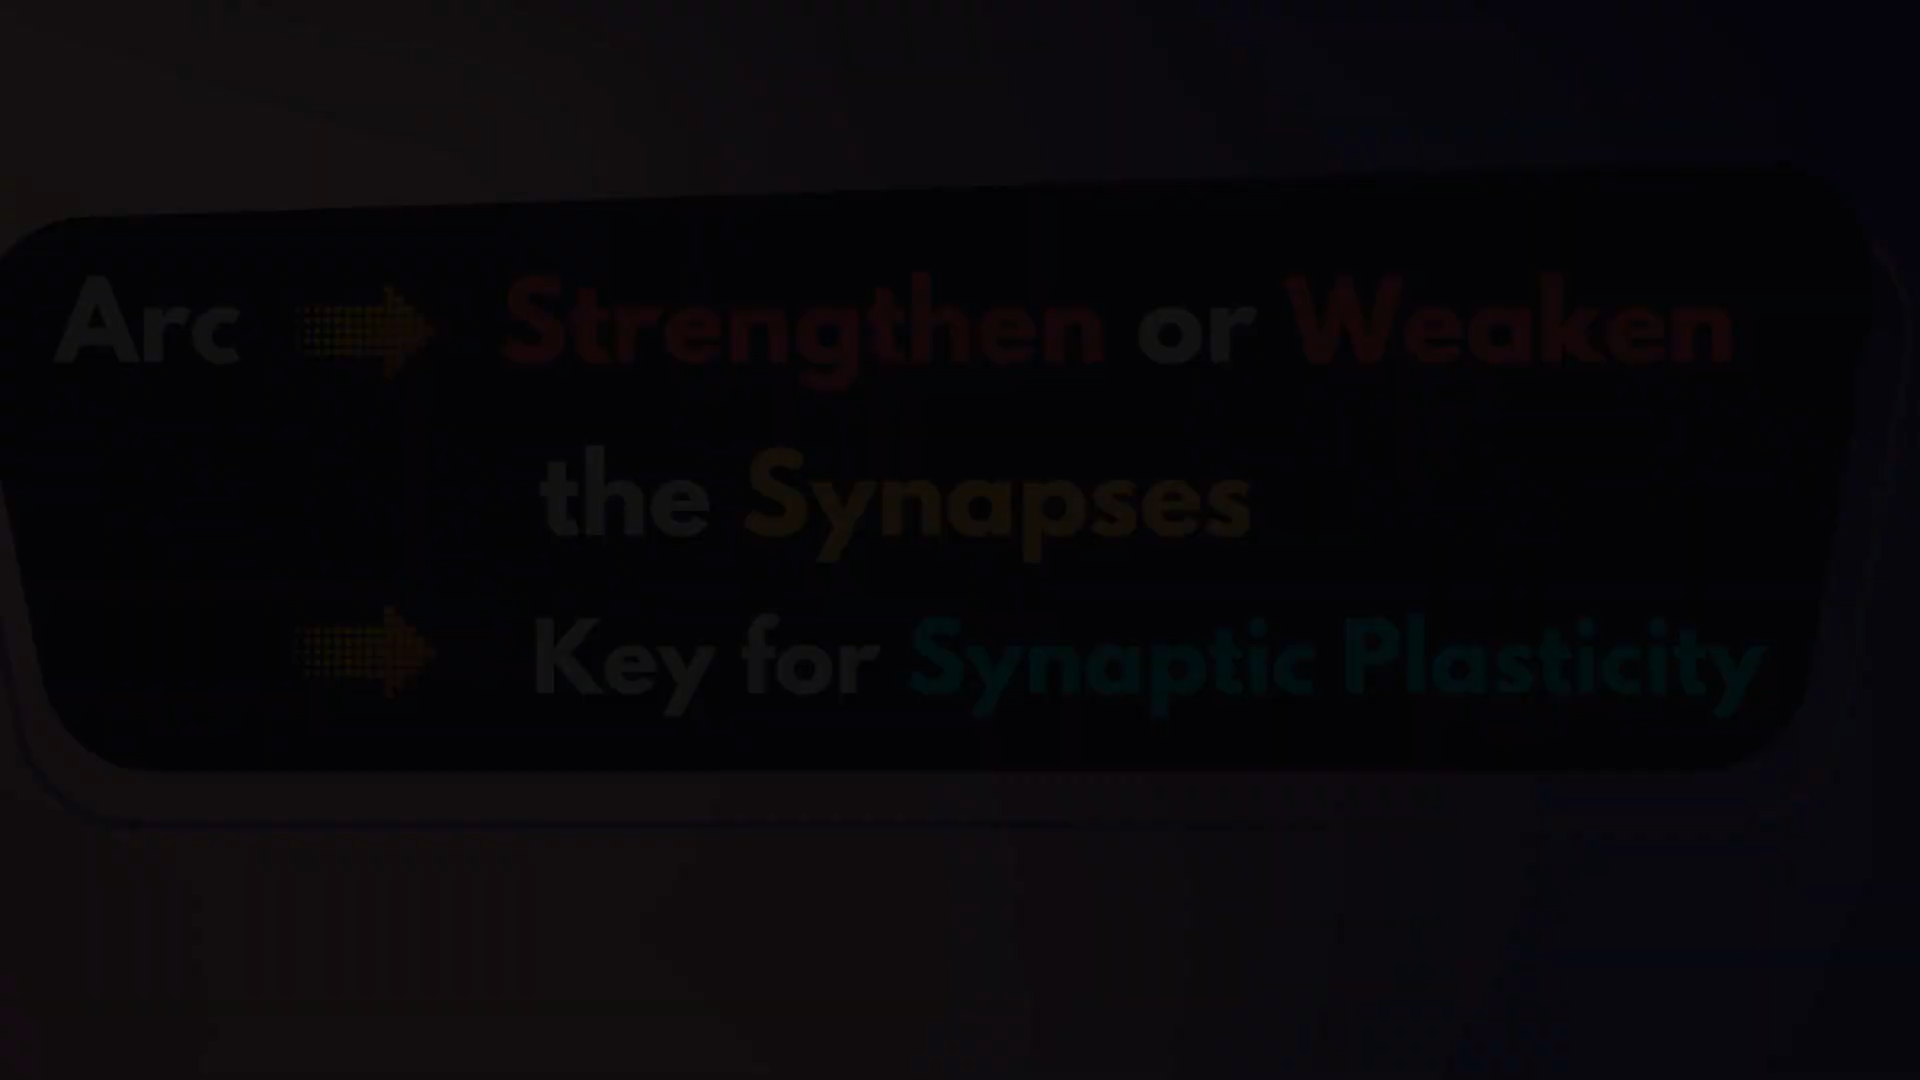 Arc Strengthen or Weaken
the Synapses
Key for Synaptic Plasticity